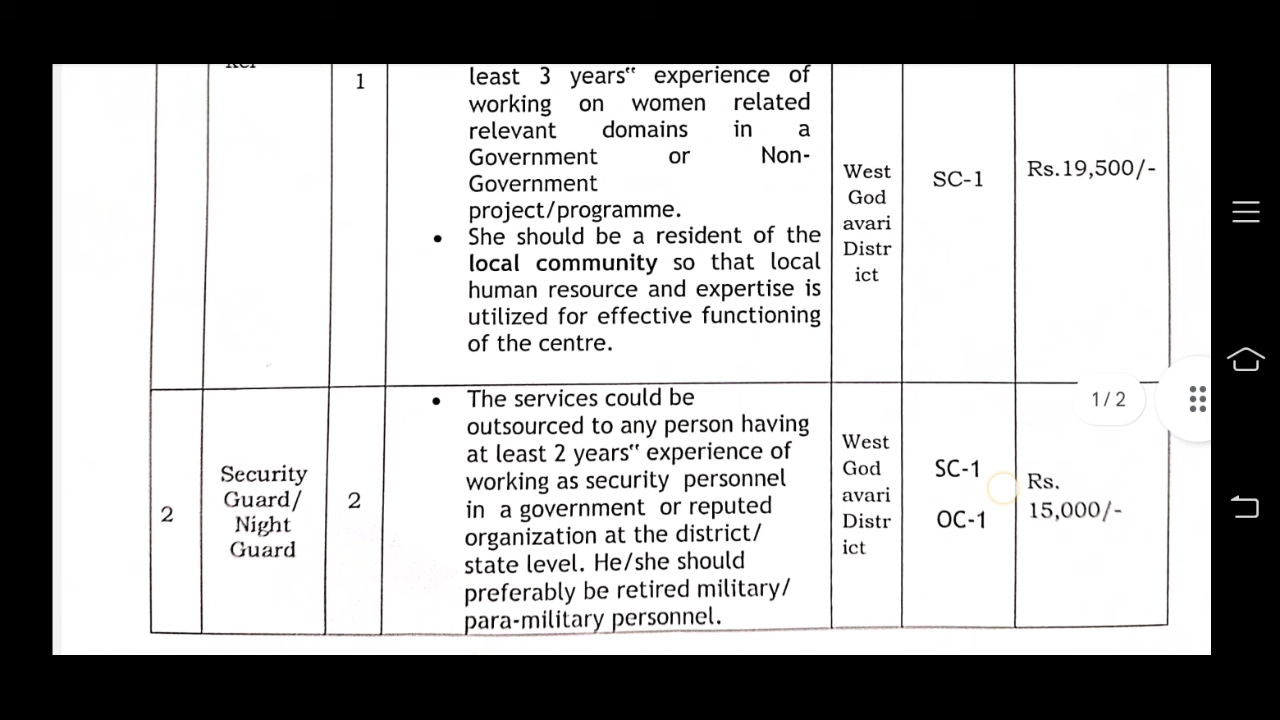 1
least 3 years‟ experience of
working on women related
relevant domains in a
Government or Non-
Government
project/programme.
• She should be a resident of the
local community so that local
human resource and expertise is
utilized for effective functioning
of the centre.
West
God
avari
Distr
ict
SC-1
Rs.19,500/-
2
Security
Guard/
Night
Guard
2
• The services could be
outsourced to any person having
at least 2 years‟ experience of
working as security personnel
in a government or reputed
organization at the district/
state level. He/she should
preferably be retired military/
para-military personnel.
West
God
avari
Distr
ict
SC-1
OC-1
Rs.
15,000/-
1/2